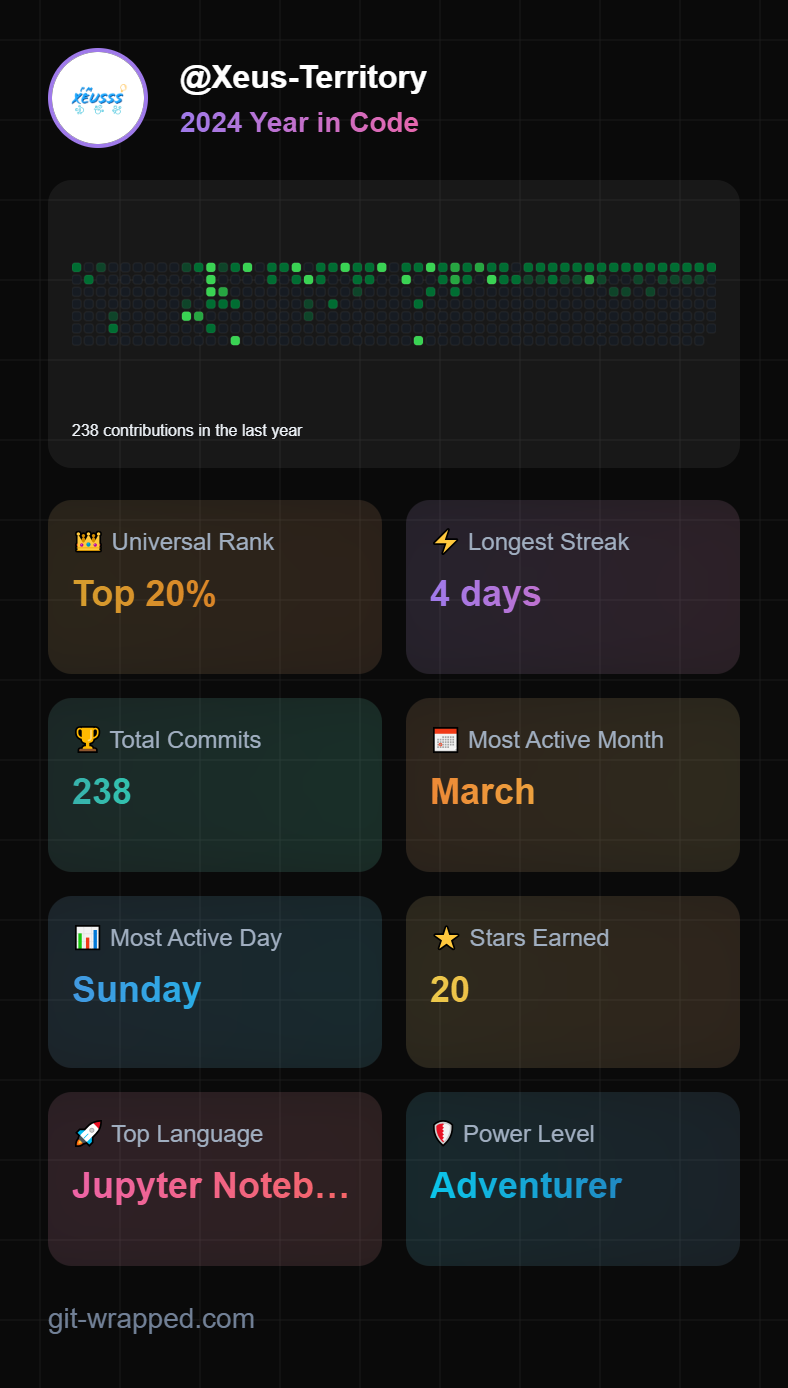 XEUSSS
@Xeus-Territory
2024 Year in Code
238 contributions in the last year
Universal Rank
Top 20%
Longest Streak
4 days
Total Commits
238
Most Active Month
March
Most Active Day
Sunday
Stars Earned
20
Top Language
Jupyter Noteb...
Power Level
Adventurer
git-wrapped.com